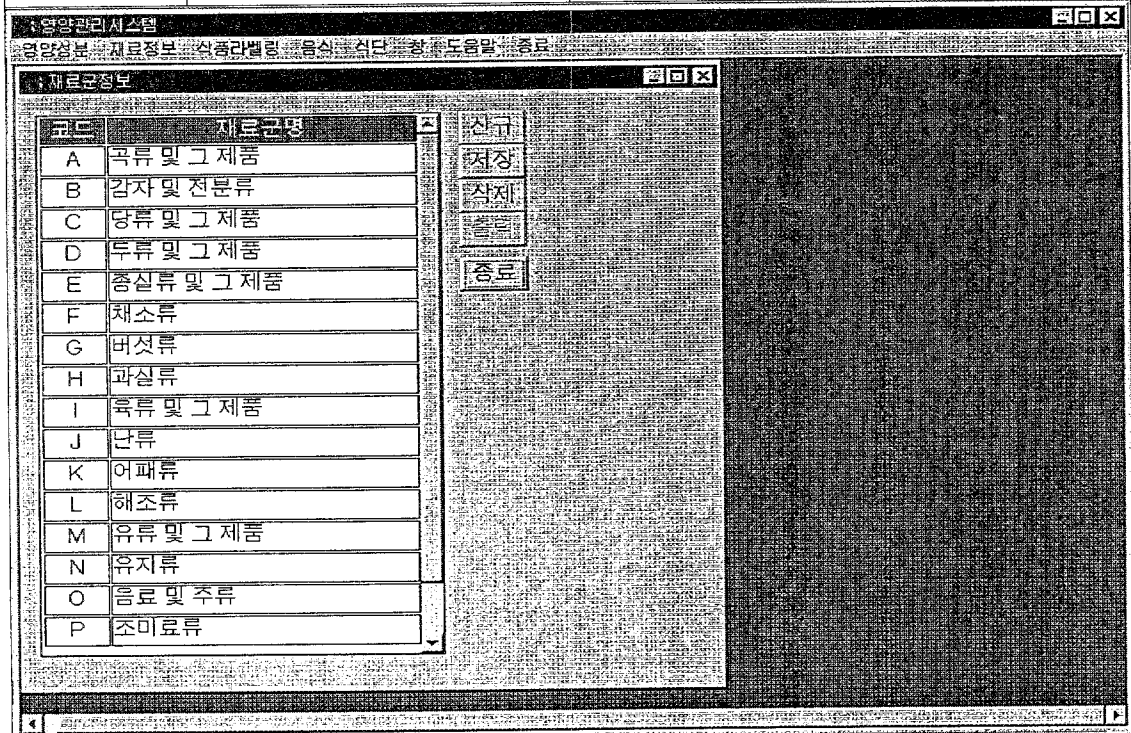 영양관리시스템
영양성분 재료정보 식품라벨링 음식 식단 창 도움말 종료
재료군정보
코드 재료군명
A 곡류 및 그 제품
B 감자 및 전분류
C 당류 및 그 제품
D 두류 및 그 제품
E 종실류 및 그 제품
F 채소류
G 버섯류
H 과실류
I 육류 및 그 제품
J 난류
K 어패류
L 해조류
M 유류 및 그 제품
N 유지류
O 음료 및 주류
P 조미료류
신규
저장
삭제
종료